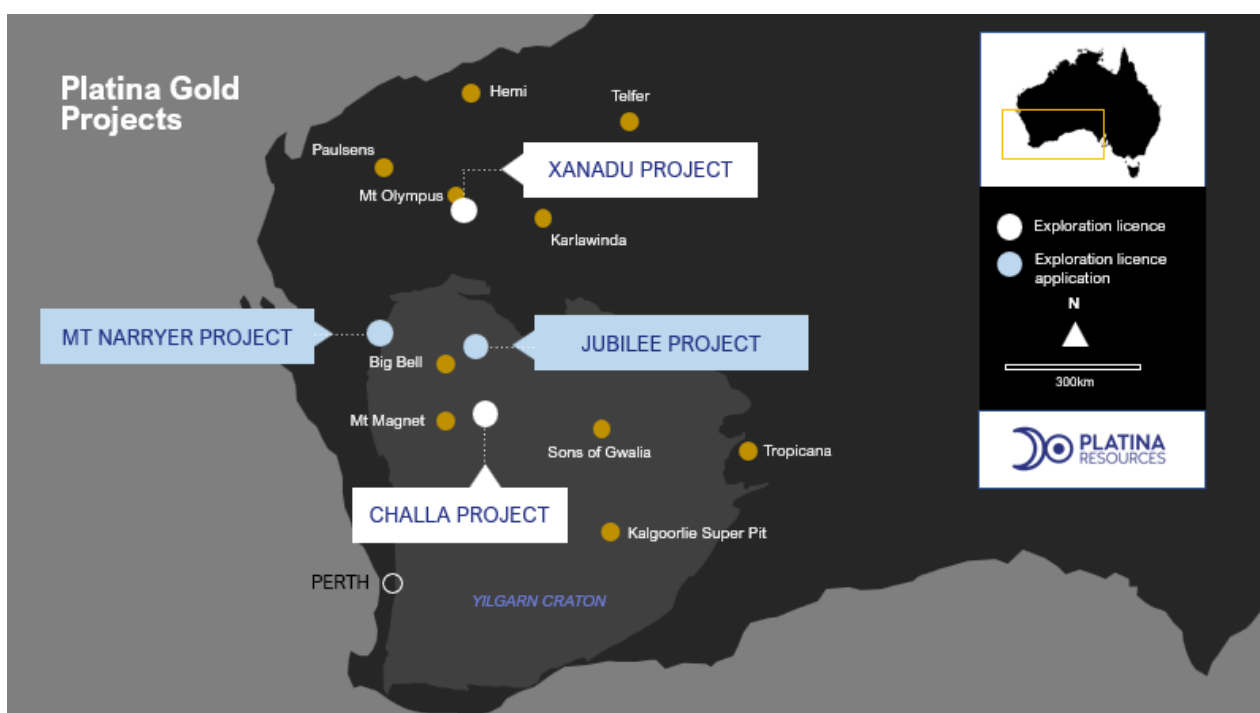 Platina Gold
Projects
Hemi
Telfer
Paulsens
XANADU PROJECT
Mt Olympus
Karlawinda
MT NARRYER PROJECT
JUBILEE PROJECT
Big Bell
Mt Magnet
Sons of Gwalia
Tropicana
CHALLA PROJECT
Kalgoorlie Super Pit
PERTH
YILGARN CRATON
Exploration licence
Exploration licence
application
N
300km
PLATINA
RESOURCES